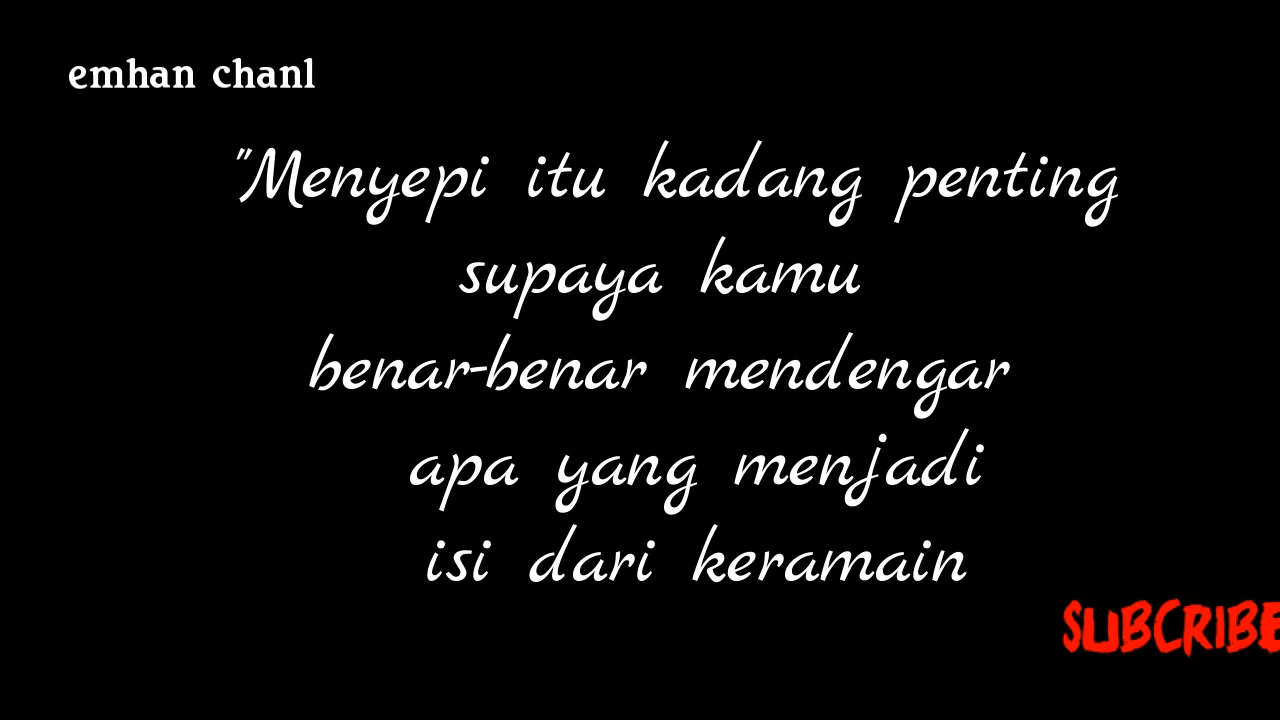 emhan chanl
"Menyepi itu kadang penting
supaya kamu
benar-benar mendengar
apa yang menjadi
isi dari keramain
SUBCRIBE